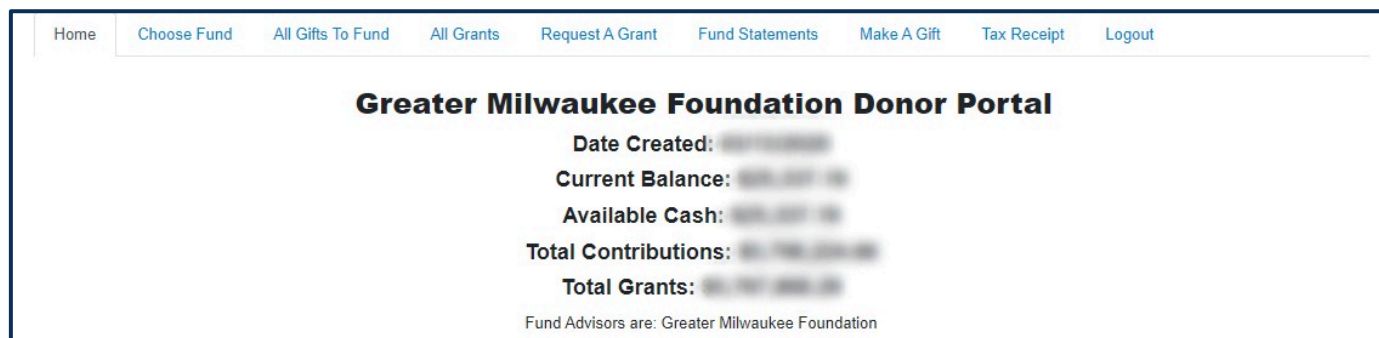 Home Choose Fund All Gifts To Fund All Grants Request A Grant Fund Statements Make A Gift Tax Receipt Logout
Greater Milwaukee Foundation Donor Portal
Date Created:
Current Balance:
Available Cash:
Total Contributions:
Total Grants:
Fund Advisors are: Greater Milwaukee Foundation